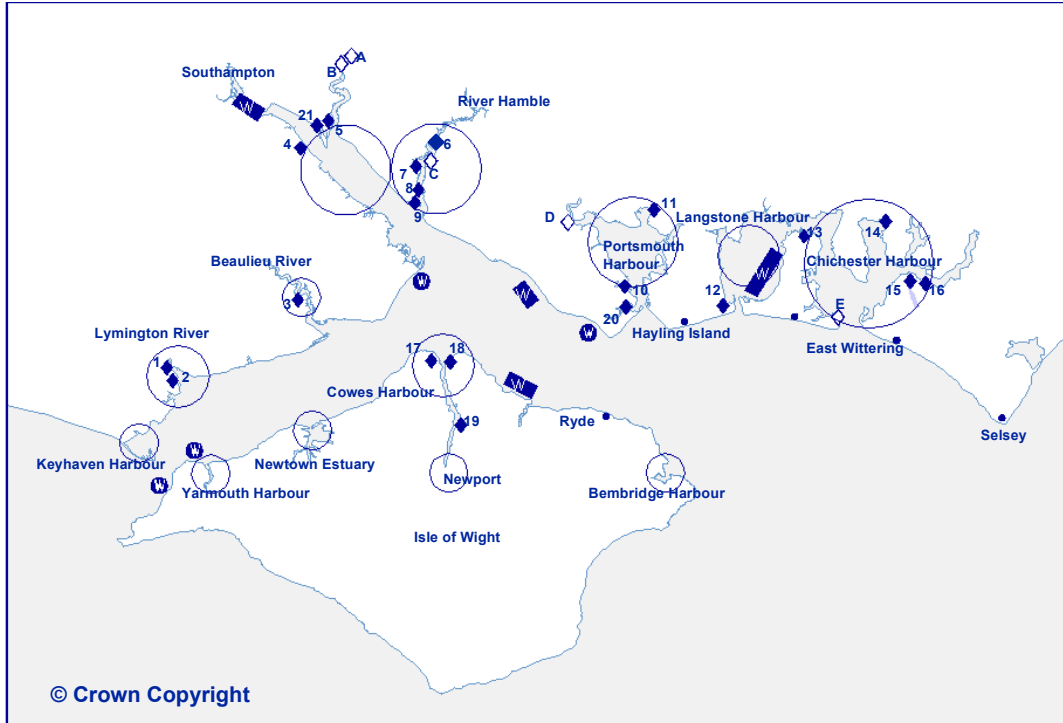 A
B
Southampton
River Hamble
W
21
5
4
6
7
C
8
9
D
11
Langstone Harbour
13
14
Portsmouth
Harbour
Chichester Harbour
W
Beaulieu River
3
W
W
10
12
15
16
20
E
Hayling Island
W
East Wittering
Lymington River
1
2
17
18
Cowes Harbour
W
19
Ryde
Selsey
W
Keyhaven Harbour
Newtown Estuary
W
Yarmouth Harbour
Newport
Bembridge Harbour
Isle of Wight
© Crown Copyright